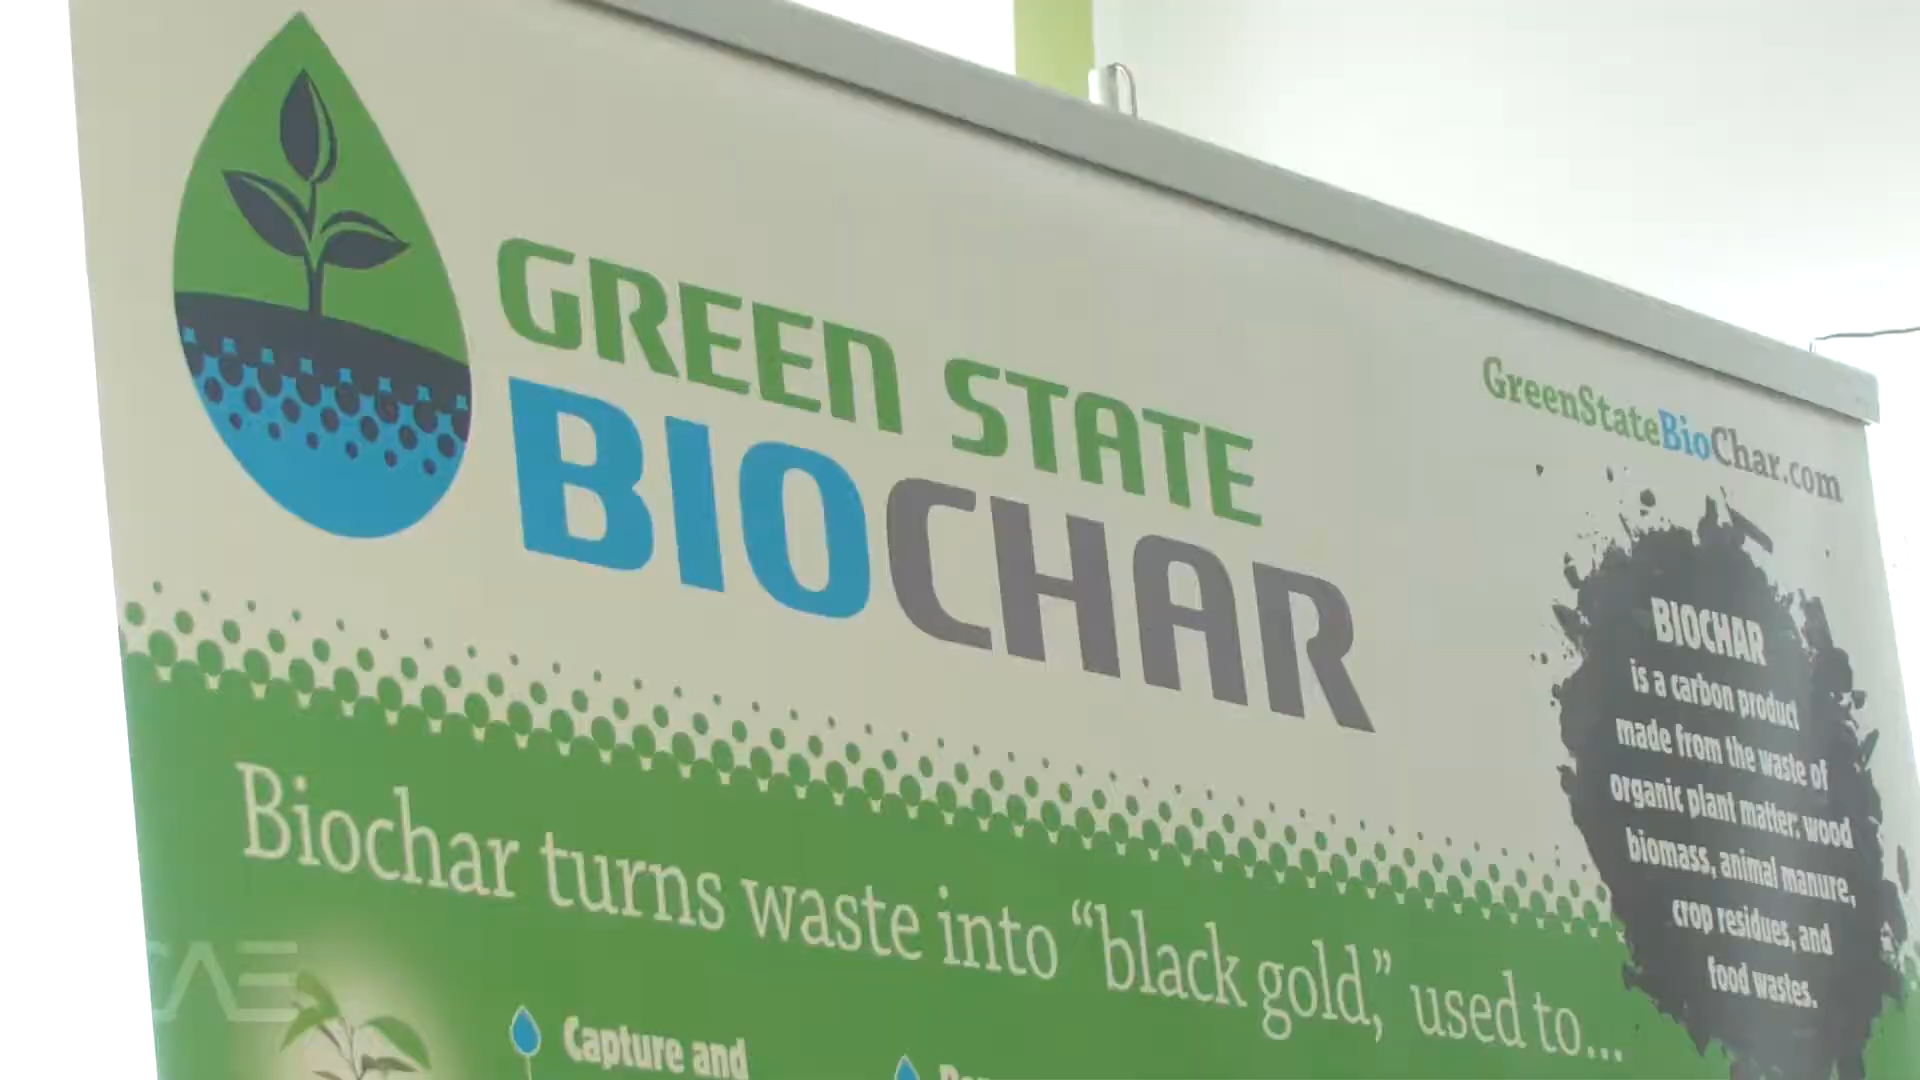 GREEN STATE
BIOCHAR
GreenStateBioChar.com
BIOCHAR
is a carbon product
made from the waste of
organic plant matter: wood
biomass, animal manure,
crop residues, and
food wastes.
Biochar turns waste into “black gold,” used to...
Capture and